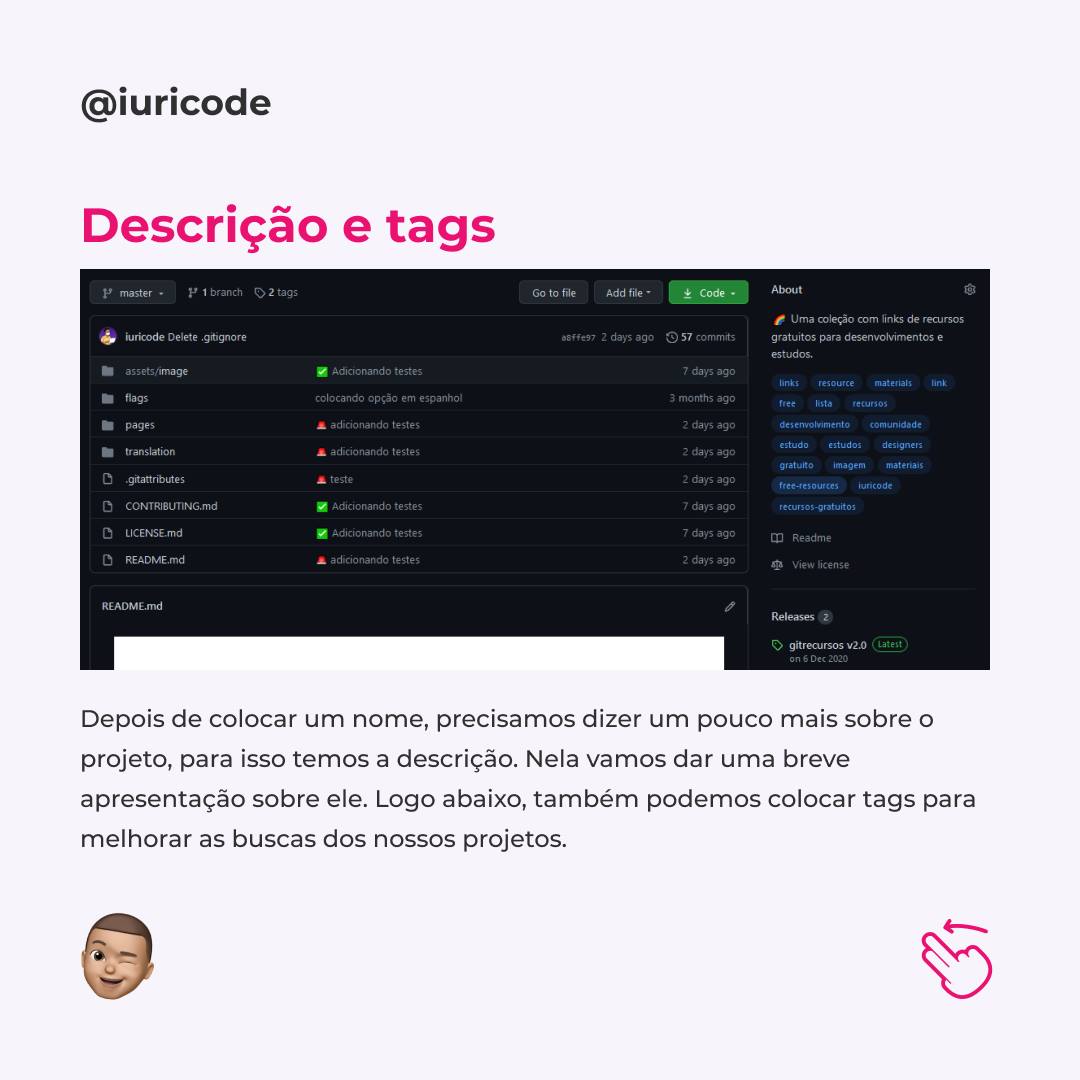 @iuricode
Descrição e tags
master 1 branch 2 tags Go to file Add file Code
iuricode Delete .gitignore a8ffe97 2 days ago 57 commits
assets/image ✅ Adicionando testes 7 days ago
flags colocando opção em espanhol 3 months ago
pages 🚨 adicionando testes 2 days ago
translation 🚨 adicionando testes 2 days ago
.gitattributes 🚨 teste 2 days ago
CONTRIBUTING.md ✅ Adicionando testes 7 days ago
LICENSE.md ✅ Adicionando testes 7 days ago
README.md 🚨 adicionando testes 2 days ago
README.md
About
🌈 Uma coleção com links de recursos
gratuitos para desenvolvimentos e
estudos.
links resource materials link
free lista recursos
desenvolvimento comunidade
estudo estudos designers
gratuito imagem materiais
free-resources iuricode
recursos-gratuitos
Readme
View license
Releases 2
gitrecursos v2.0 Latest
on 6 Dec 2020
Depois de colocar um nome, precisamos dizer um pouco mais sobre o
projeto, para isso temos a descrição. Nela vamos dar uma breve
apresentação sobre ele. Logo abaixo, também podemos colocar tags para
melhorar as buscas dos nossos projetos.